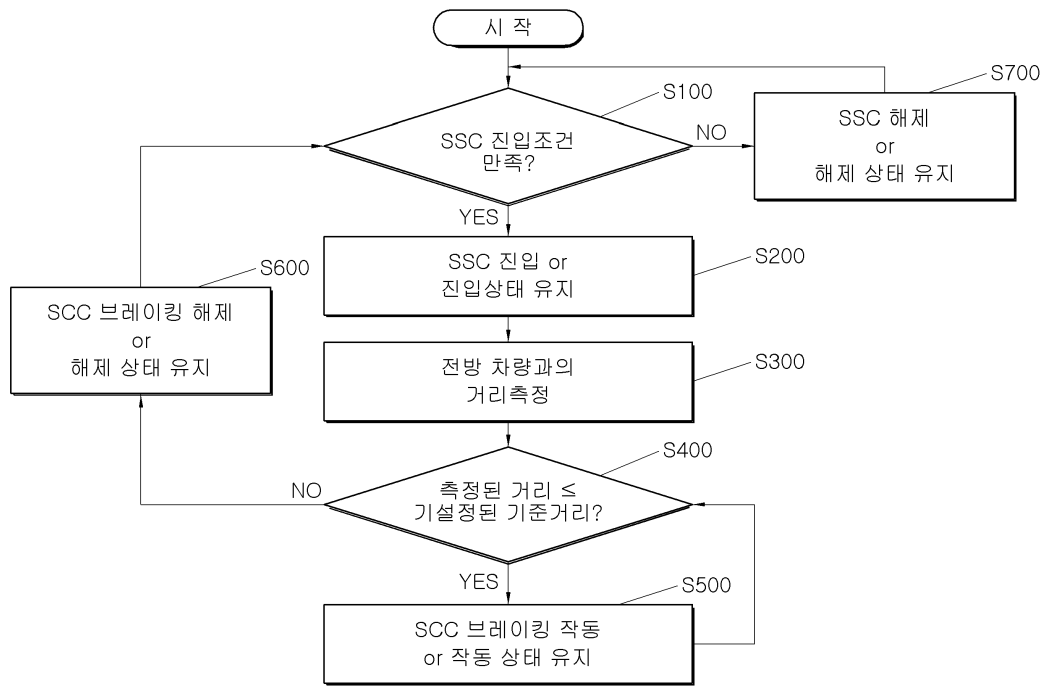 시 작
S700
S100
SSC 진입조건
만족?
NO
SSC 해제
or
해제 상태 유지
YES
SSC 진입 or
진입상태 유지
S200
S600
SCC 브레이킹 해제
or
해제 상태 유지
전방 차량과의
거리측정
S300
S400
측정된 거리 ≤
기설정된 기준거리?
NO
YES
S500
SCC 브레이킹 작동
or 작동 상태 유지